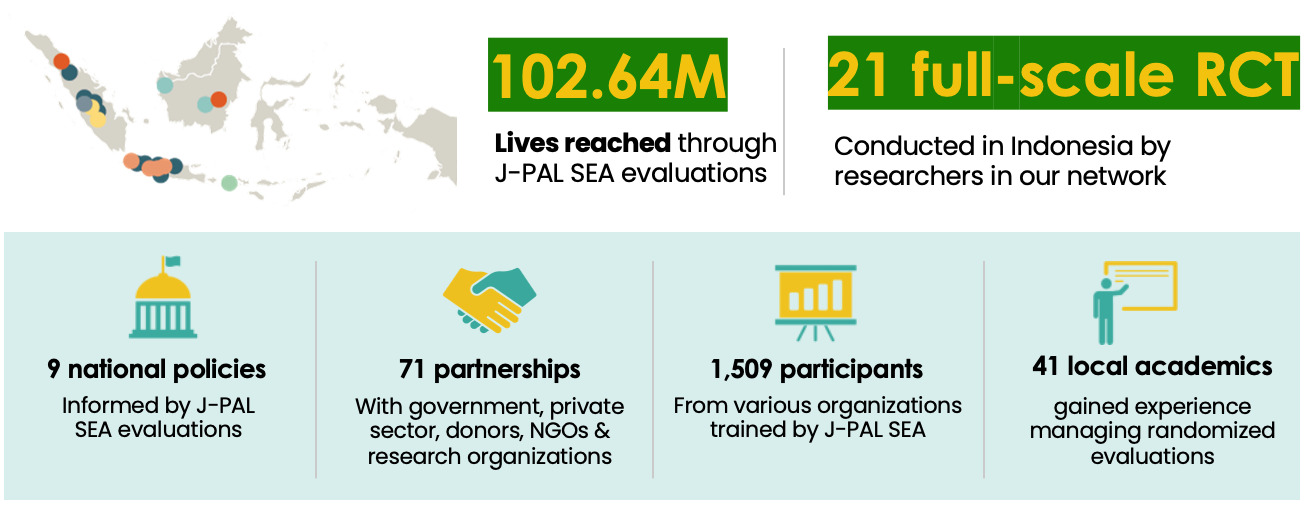 102.64M
Lives reached through
J-PAL SEA evaluations
21 full-scale RCT
Conducted in Indonesia by
researchers in our network
9 national policies
Informed by J-PAL
SEA evaluations
71 partnerships
With government, private
sector, donors, NGOs &
research organizations
1,509 participants
From various organizations
trained by J-PAL SEA
41 local academics
gained experience
managing randomized
evaluations